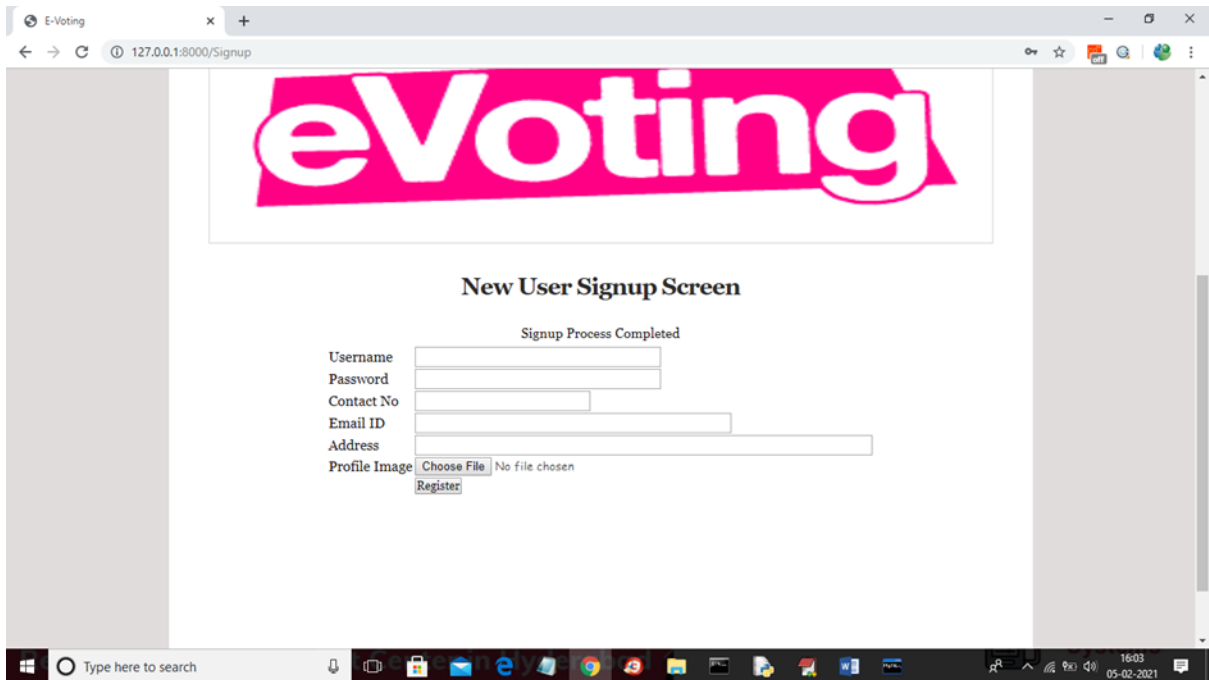 E-Voting
127.0.0.1:8000/Signup
off
eVoting
New User Signup Screen
Signup Process Completed
Username
Password
Contact No
Email ID
Address
Profile Image Choose File No file chosen
Register
Type here to search
16:03
05-02-2021